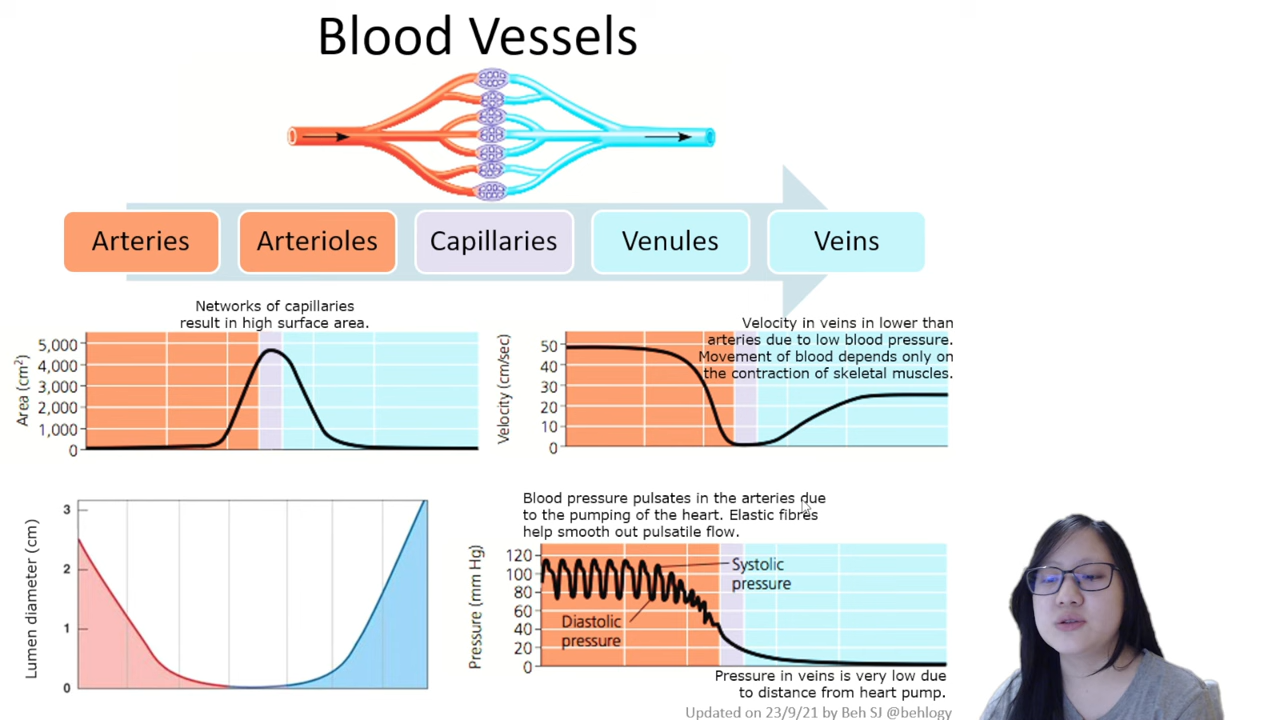 Blood Vessels
Arteries
Arterioles
Capillaries
Venules
Veins
Networks of capillaries
result in high surface area.
Area (cm²)
5,000
4,000
3,000
2,000
1,000
0
Velocity in veins in lower than
arteries due to low blood pressure.
Movement of blood depends only on
the contraction of skeletal muscles.
Velocity (cm/sec)
50
40
30
20
10
0
Lumen diameter (cm)
3
2
1
0
Blood pressure pulsates in the arteries due
to the pumping of the heart. Elastic fibres
help smooth out pulsatile flow.
Pressure (mm Hg)
120
100
80
60
40
20
0
Systolic
pressure
Diastolic
pressure
Pressure in veins is very low due
to distance from heart pump.
Updated on 23/9/21 by Beh SJ @behlogy